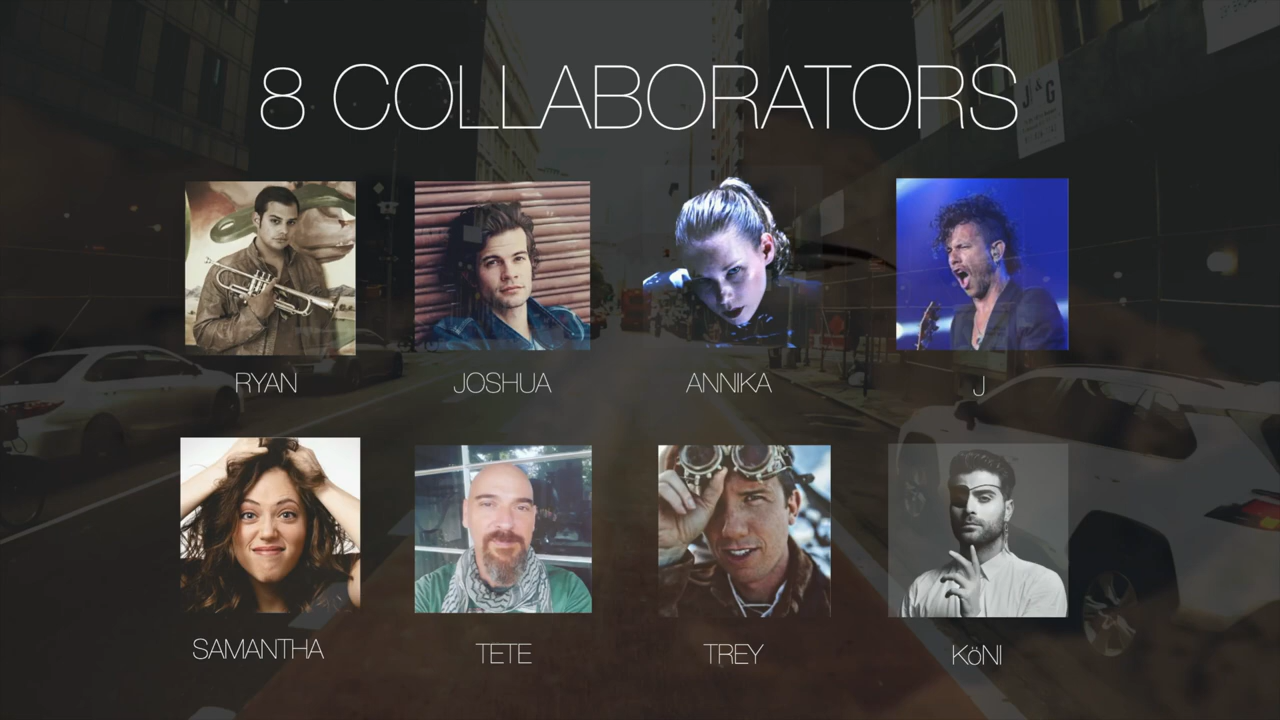 8 COLLABORATORS
J & G
RYAN
JOSHUA
ANNIKA
J
SAMANTHA
TETE
TREY
KöNI